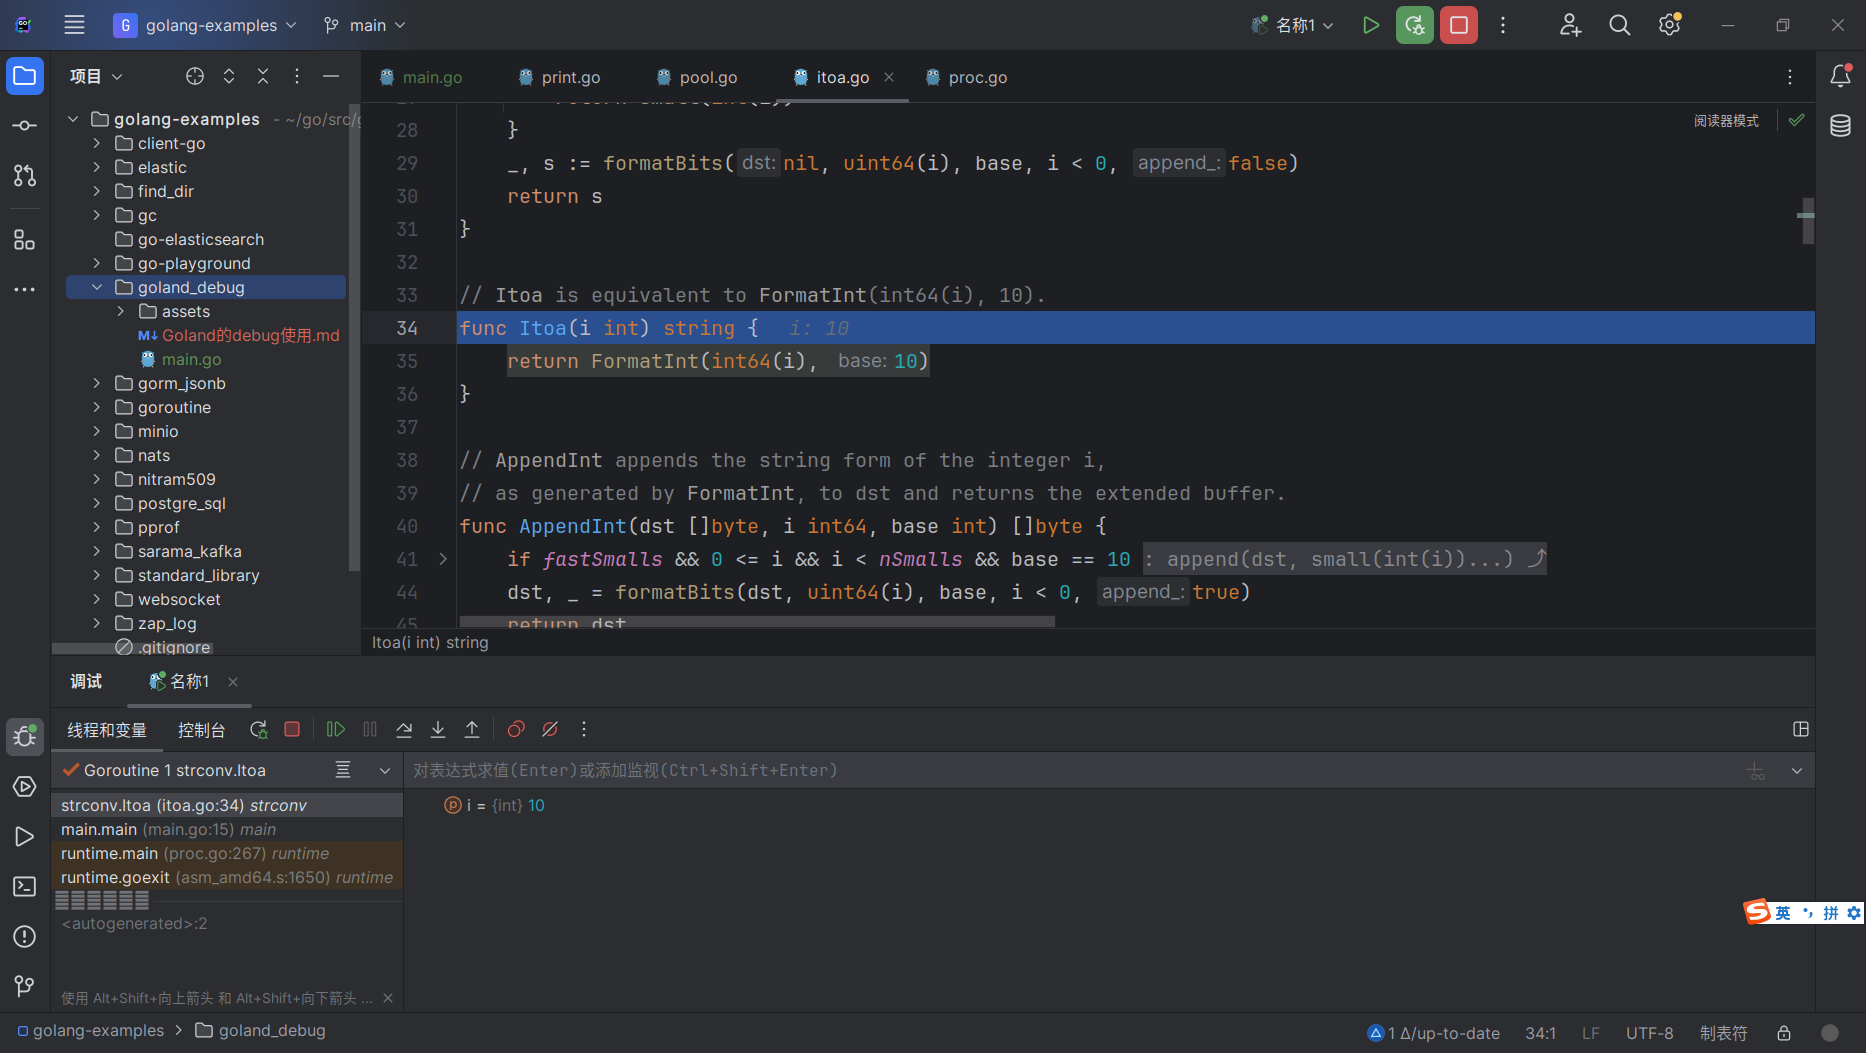 G golang-examples
main
名称1
项目
main.go
print.go
pool.go
itoa.go
proc.go
golang-examples - ~/go/src/g
client-go
elastic
find_dir
gc
go-elasticsearch
go-playground
goland_debug
assets
M↓ Goland的debug使用.md
main.go
gorm_jsonb
goroutine
minio
nats
nitram509
postgre_sql
pprof
sarama_kafka
standard_library
websocket
zap_log
.gitignore
阅读器模式
28 }
29 _, s := formatBits( dst: nil, uint64(i), base, i < 0, append_: false)
30 return s
31 }
32
33 // Itoa is equivalent to FormatInt(int64(i), 10).
34 func Itoa(i int) string { i: 10
35 return FormatInt(int64(i), base: 10)
36 }
37
38 // AppendInt appends the string form of the integer i,
39 // as generated by FormatInt, to dst and returns the extended buffer.
40 func AppendInt(dst []byte, i int64, base int) []byte {
41 if fastSmalls && 0 <= i && i < nSmalls && base == 10 : append(dst, small(int(i))...)
44 dst, _ = formatBits(dst, uint64(i), base, i < 0, append_: true)
45 return dst
Itoa(i int) string
调试
名称1
线程和变量
控制台
Goroutine 1 strconv.Itoa
对表达式求值(Enter)或添加监视(Ctrl+Shift+Enter)
strconv.Itoa (itoa.go:34) strconv
main.main (main.go:15) main
runtime.main (proc.go:267) runtime
runtime.goexit (asm_amd64.s:1650) runtime
<autogenerated>:2
i = {int} 10
使用 Alt+Shift+向上箭头 和 Alt+Shift+向下箭头 ...
S 英 拼
golang-examples > goland_debug
1 Δ/up-to-date
34:1
LF
UTF-8
制表符